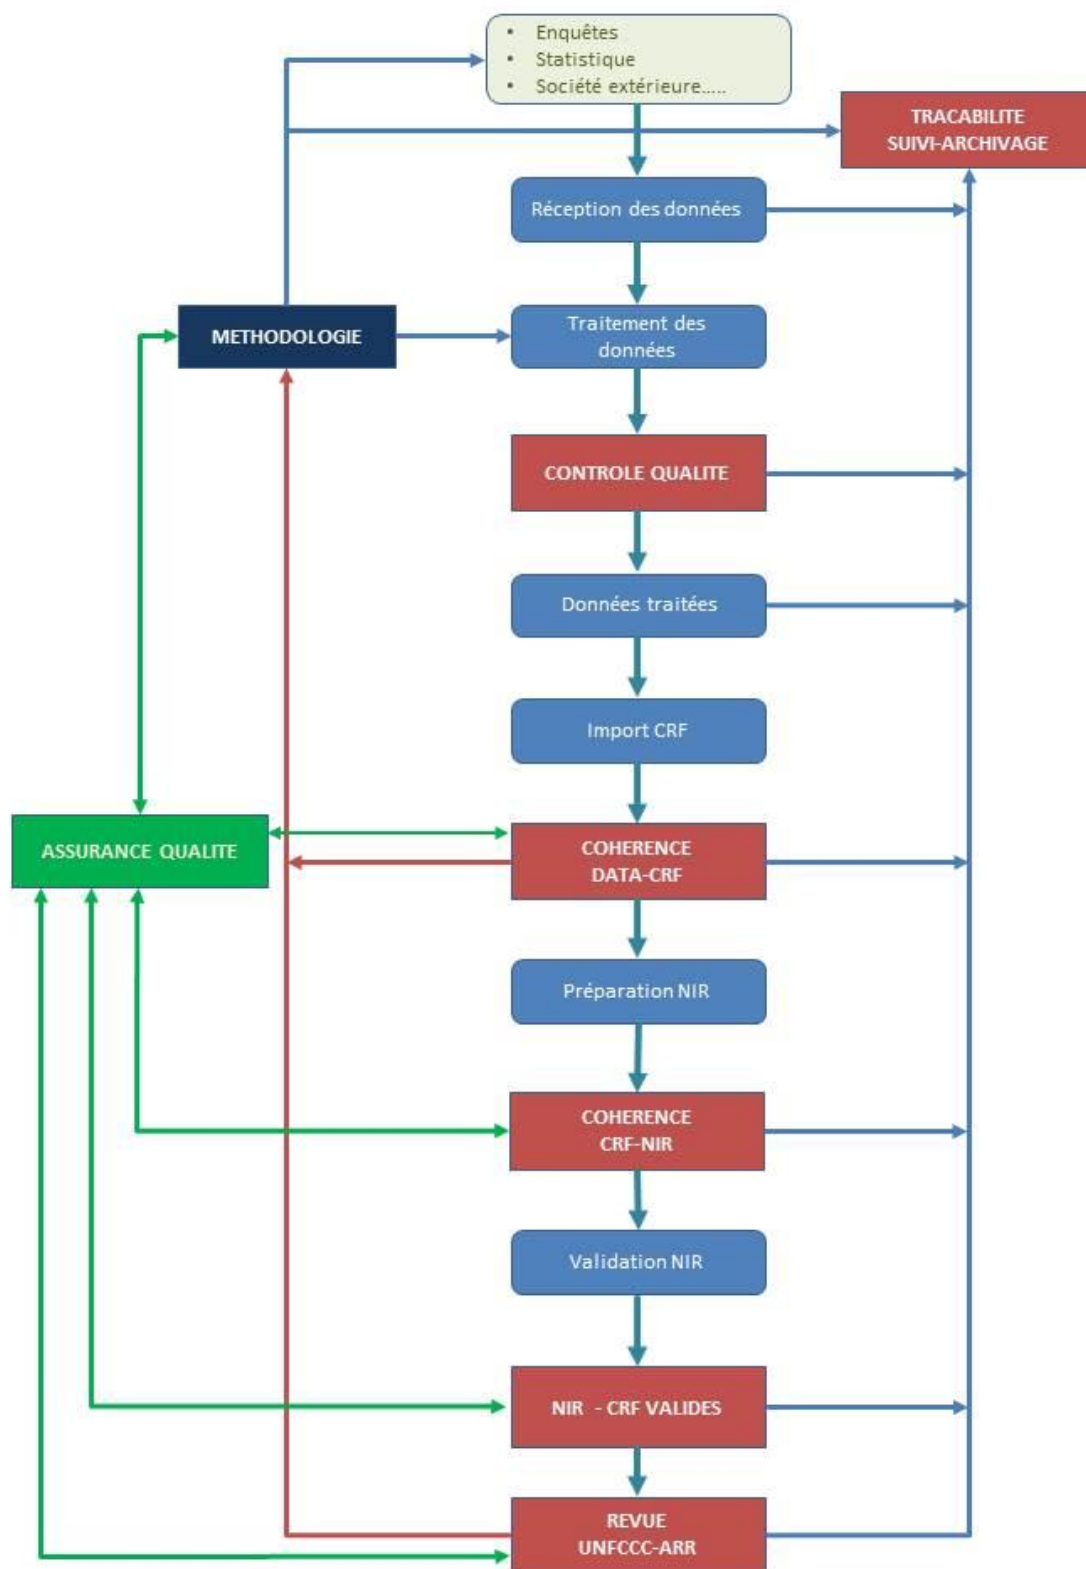 • Enquêtes
• Statistique
• Société extérieure.....
TRACABILITE
SUIVI-ARCHIVAGE
Réception des données
METHODOLOGIE
Traitement des
données
CONTROLE QUALITE
Données traitées
Import CRF
ASSURANCE QUALITE
COHERENCE
DATA-CRF
Préparation NIR
COHERENCE
CRF-NIR
Validation NIR
NIR - CRF VALIDES
REVUE
UNFCCC-ARR